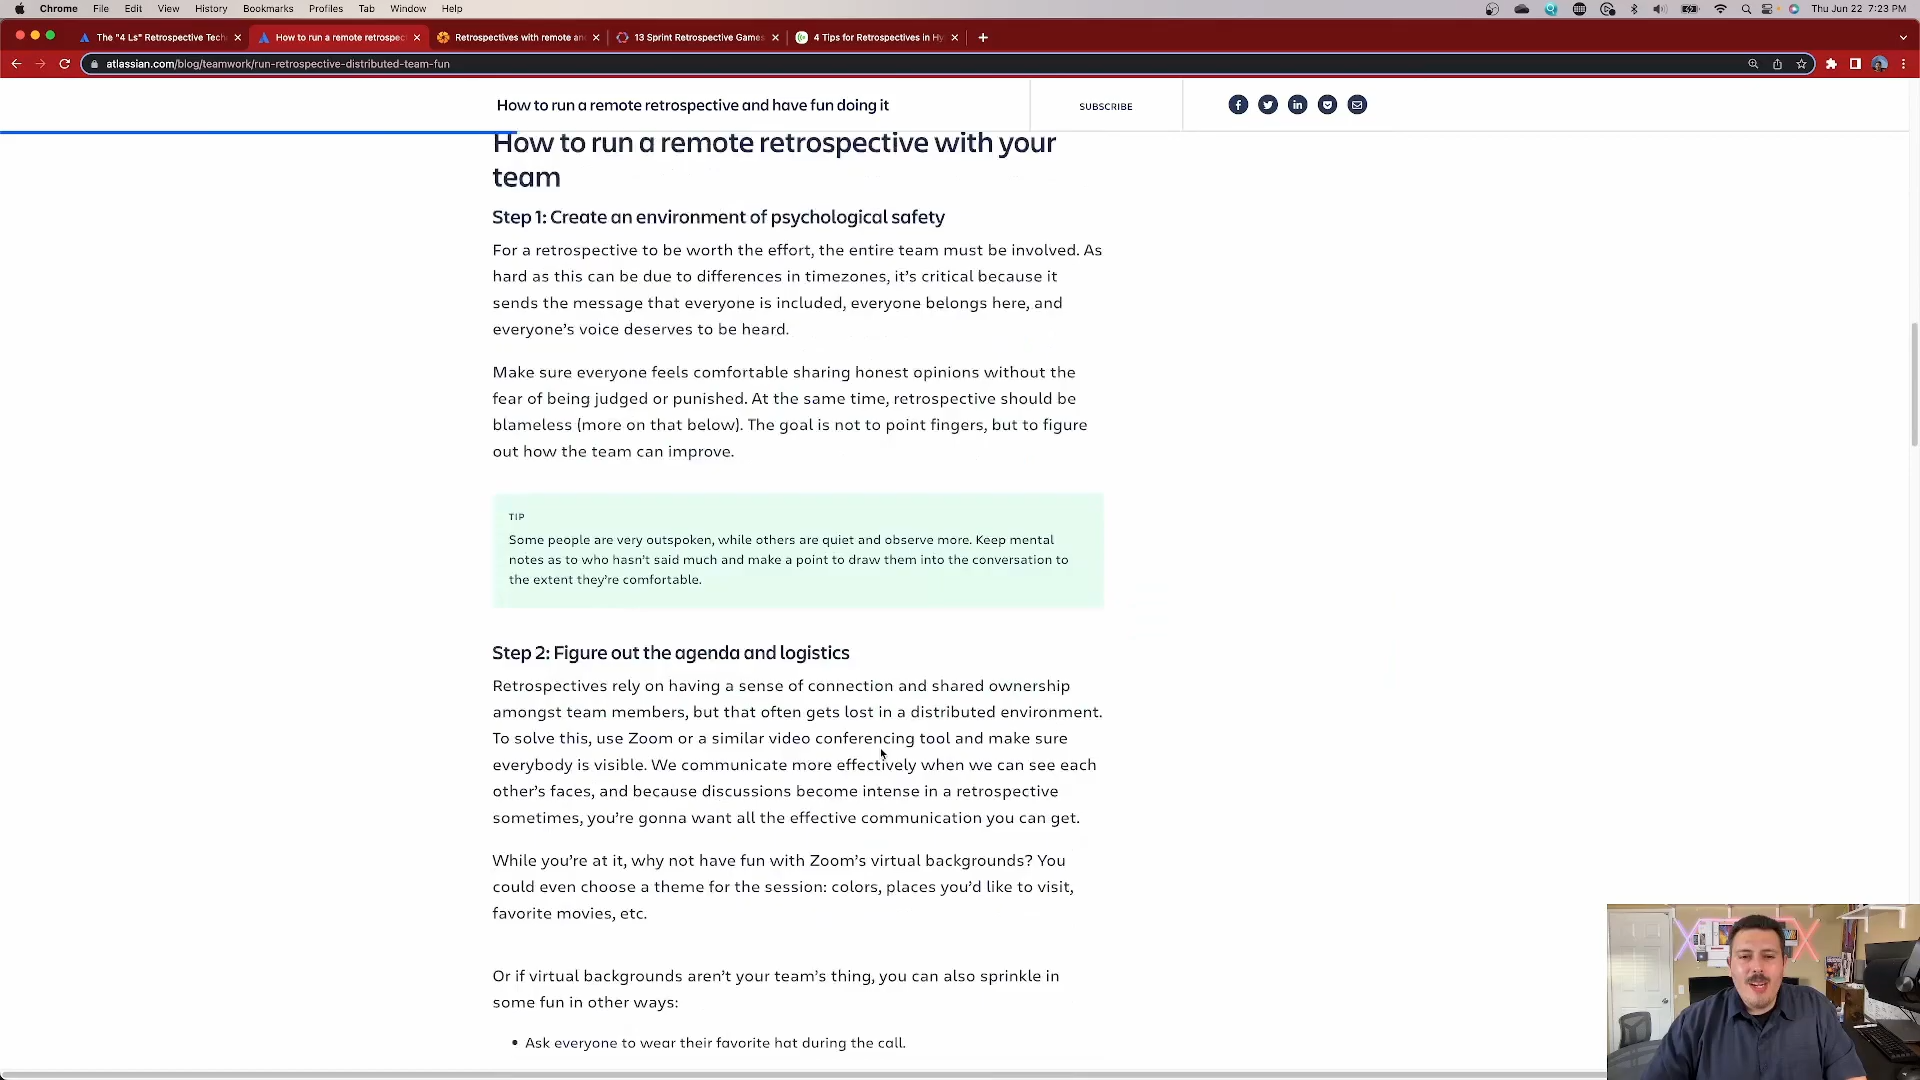 Chrome File Edit View History Bookmarks Profiles Tab Window Help Thu Jun 22 7:23 PM
The "4 Ls" Retrospective Tech How to run a remote retrospec Retrospectives with remote an 13 Sprint Retrospective Games 4 Tips for Retrospectives in Hy
atlassian.com/blog/teamwork/run-retrospective-distributed-team-fun
How to run a remote retrospective and have fun doing it SUBSCRIBE
How to run a remote retrospective with your
team
Step 1: Create an environment of psychological safety
For a retrospective to be worth the effort, the entire team must be involved. As
hard as this can be due to differences in timezones, it's critical because it
sends the message that everyone is included, everyone belongs here, and
everyone's voice deserves to be heard.
Make sure everyone feels comfortable sharing honest opinions without the
fear of being judged or punished. At the same time, retrospective should be
blameless (more on that below). The goal is not to point fingers, but to figure
out how the team can improve.
TIP
Some people are very outspoken, while others are quiet and observe more. Keep mental
notes as to who hasn't said much and make a point to draw them into the conversation to
the extent they're comfortable.
Step 2: Figure out the agenda and logistics
Retrospectives rely on having a sense of connection and shared ownership
amongst team members, but that often gets lost in a distributed environment.
To solve this, use Zoom or a similar video conferencing tool and make sure
everybody is visible. We communicate more effectively when we can see each
other's faces, and because discussions become intense in a retrospective
sometimes, you're gonna want all the effective communication you can get.
While you're at it, why not have fun with Zoom's virtual backgrounds? You
could even choose a theme for the session: colors, places you'd like to visit,
favorite movies, etc.
Or if virtual backgrounds aren't your team's thing, you can also sprinkle in
some fun in other ways:
• Ask everyone to wear their favorite hat during the call.